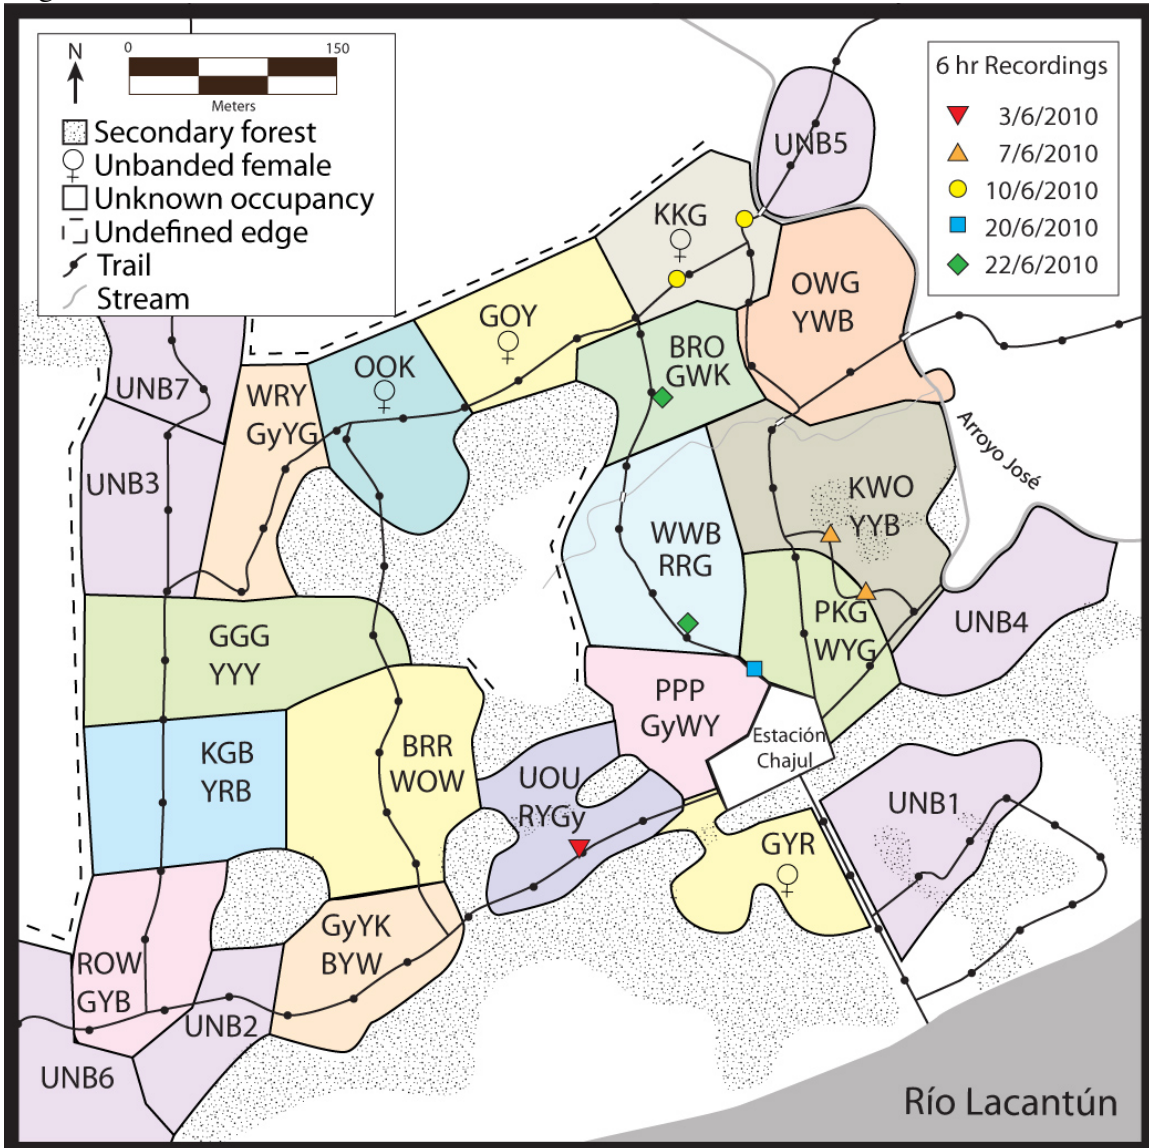 N
0 150
Meters
Secondary forest
Unbanded female
Unknown occupancy
Undefined edge
Trail
Stream
6 hr Recordings
3/6/2010
7/6/2010
10/6/2010
20/6/2010
22/6/2010
UNB5
KKG
OWG
YWB
GOY
BRO
GWK
OOK
UNB7
WRY
GyYG
UNB3
Arroyo José
KWO
YYB
WWB
RRG
PKG
WYG
UNB4
GGG
YYY
PPP
GyWY
Estación
Chajul
KGB
YRB
BRR
WOW
UOU
RYGy
UNB1
GYR
GyYK
BYW
ROW
GYB
UNB2
UNB6
Río Lacantún